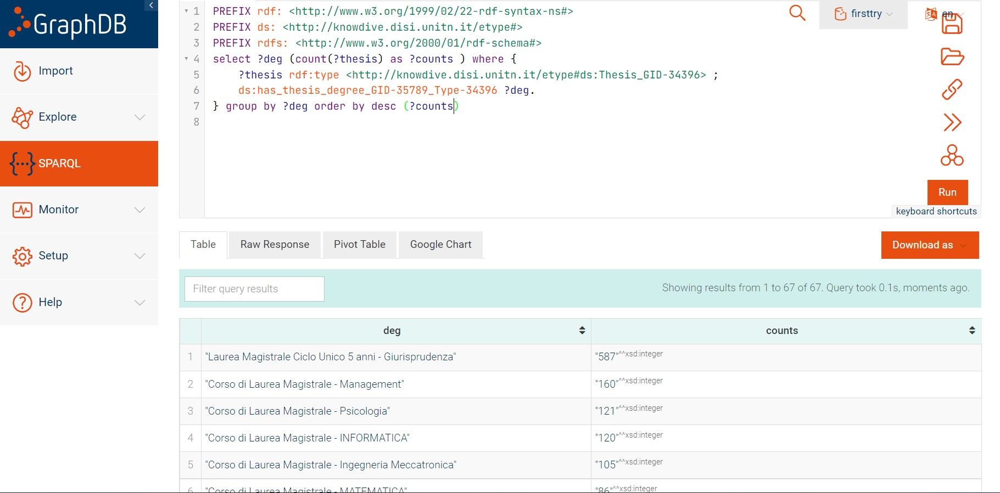 GraphDB
Import
Explore
SPARQL
Monitor
Setup
Help
1 PREFIX rdf: <http://www.w3.org/1999/02/22-rdf-syntax-ns#>
2 PREFIX ds: <http://knowdive.disi.unitn.it/etype#>
3 PREFIX rdfs: <http://www.w3.org/2000/01/rdf-schema#>
4 select ?deg (count(?thesis) as ?counts ) where {
5 ?thesis rdf:type <http://knowdive.disi.unitn.it/etype#ds:Thesis_GID-34396> ;
6 ds:has_thesis_degree_GID-35789_Type-34396 ?deg.
7 } group by ?deg order by desc (?counts)
8
firsttry
en
Run
keyboard shortcuts
Table Raw Response Pivot Table Google Chart
Download as
Filter query results
Showing results from 1 to 67 of 67. Query took 0.1s, moments ago.
deg counts
1 "Laurea Magistrale Ciclo Unico 5 anni - Giurisprudenza" "587"^^xsd:integer
2 "Corso di Laurea Magistrale - Management" "160"^^xsd:integer
3 "Corso di Laurea Magistrale - Psicologia" "121"^^xsd:integer
4 "Corso di Laurea Magistrale - INFORMATICA" "120"^^xsd:integer
5 "Corso di Laurea Magistrale - Ingegneria Meccatronica" "105"^^xsd:integer
6 "Corso di Laurea Magistrale - MATEMATICA" "86"^^xsd:integer